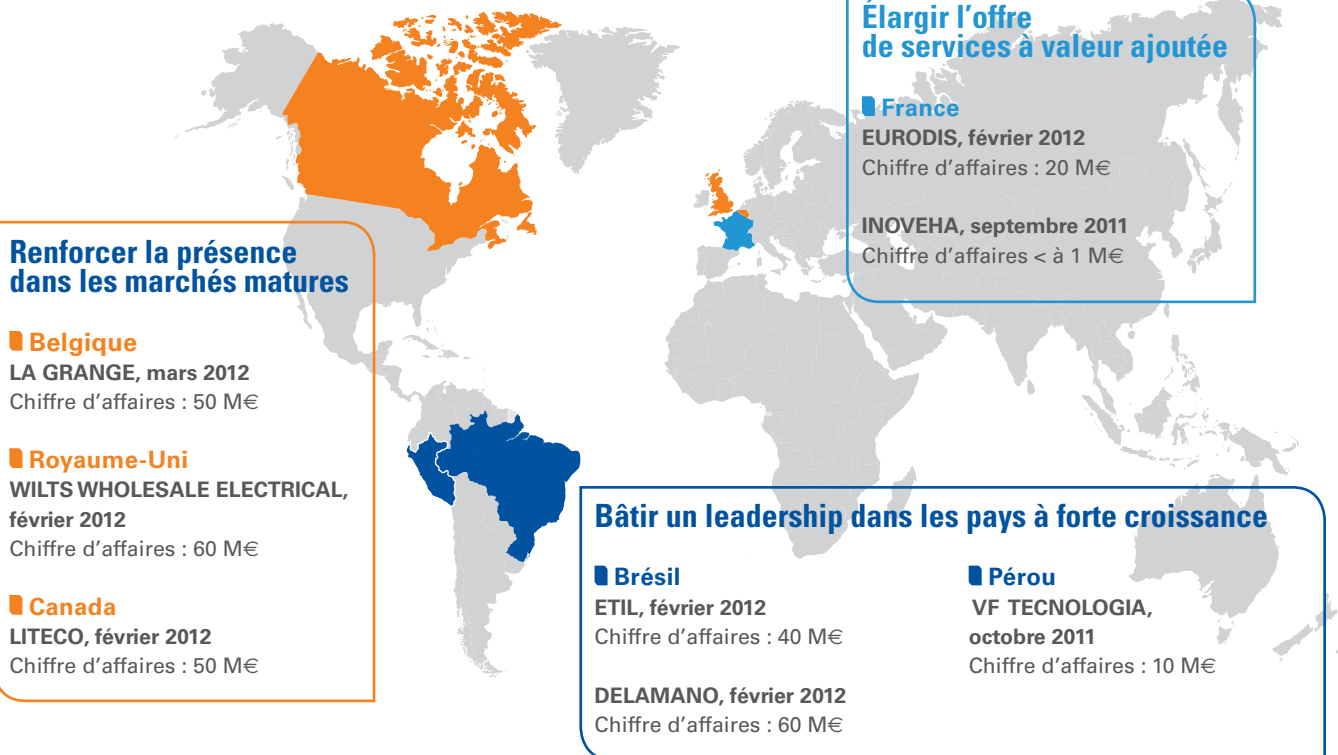 Élargir l'offre
de services à valeur ajoutée
France
EURODIS, février 2012
Chiffre d'affaires : 20 M€
INOVEHA, septembre 2011
Chiffre d'affaires < à 1 M€
Renforcer la présence
dans les marchés matures
Belgique
LA GRANGE, mars 2012
Chiffre d'affaires : 50 M€
Royaume-Uni
WILTS WHOLESALE ELECTRICAL,
février 2012
Chiffre d'affaires : 60 M€
Canada
LITECO, février 2012
Chiffre d'affaires : 50 M€
Bâtir un leadership dans les pays à forte croissance
Brésil
ETIL, février 2012
Chiffre d'affaires : 40 M€
DELAMANO, février 2012
Chiffre d'affaires : 60 M€
Pérou
VF TECNOLOGIA,
octobre 2011
Chiffre d'affaires : 10 M€